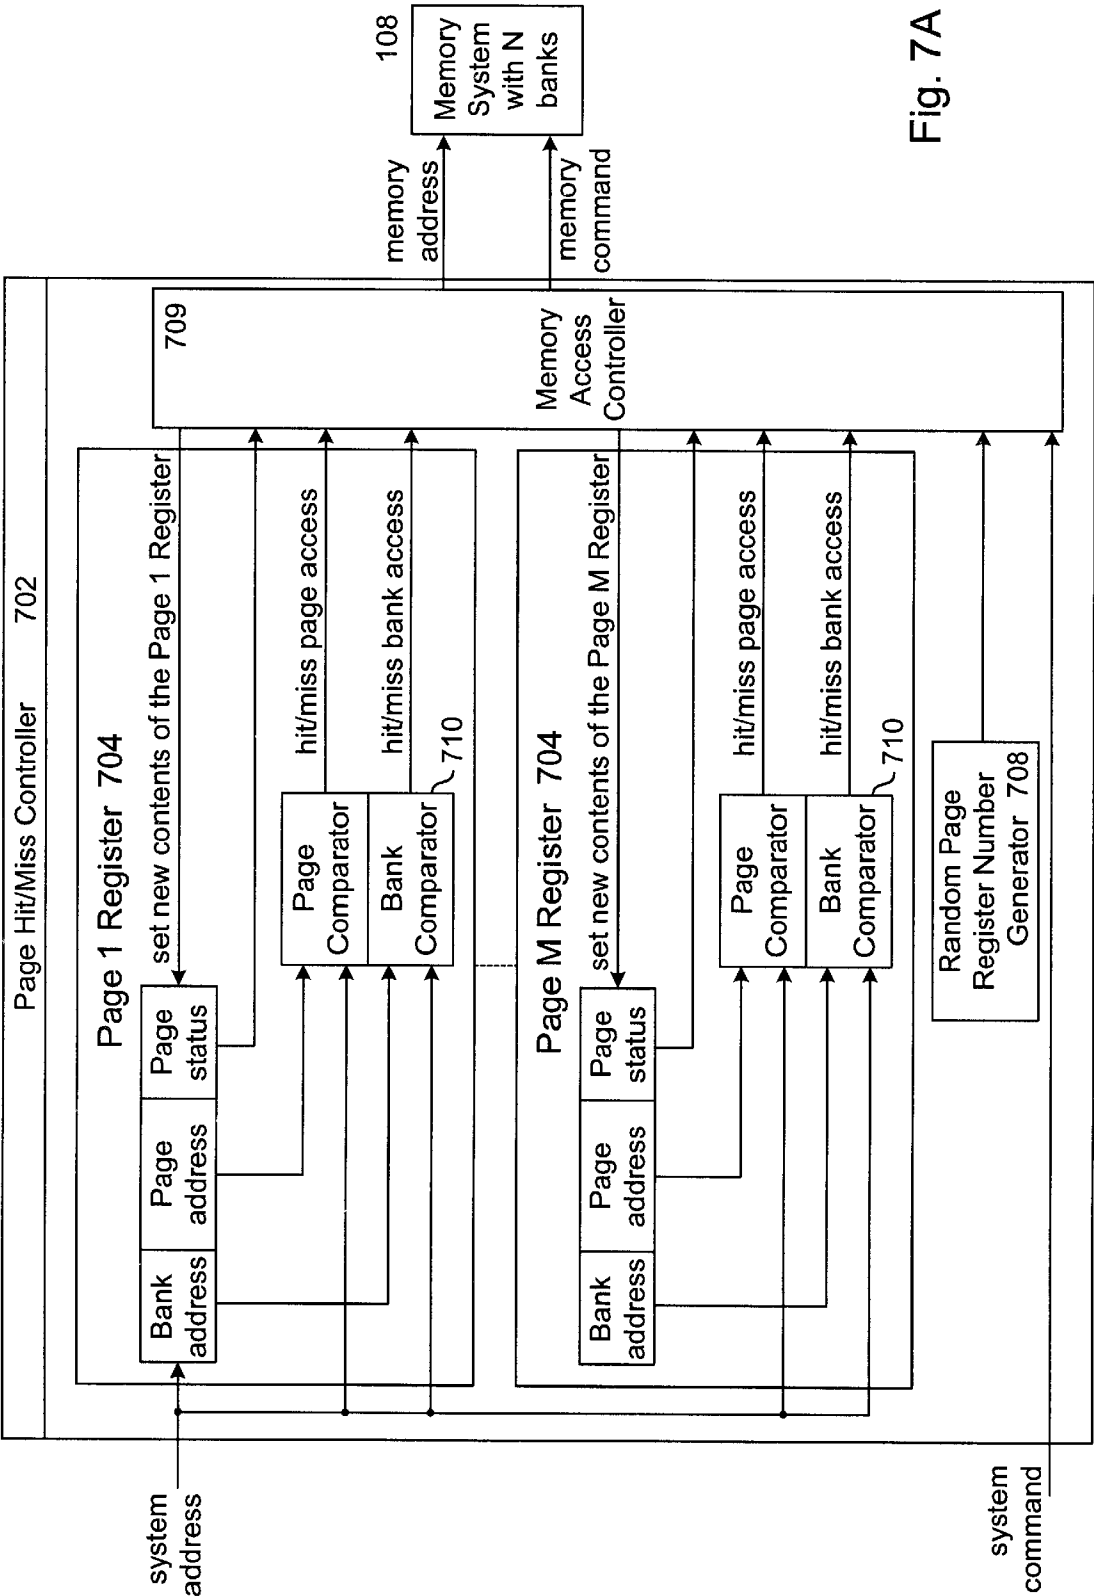 Page Hit/Miss Controller 702
system
address
Page 1 Register 704
set new contents of the Page 1 Register
Bank
address
Page
address
Page
status
Page
Comparator
Bank
Comparator
710
hit/miss page access
hit/miss bank access
Page M Register 704
set new contents of the Page M Register
Bank
address
Page
address
Page
status
Page
Comparator
Bank
Comparator
710
hit/miss page access
hit/miss bank access
Random Page
Register Number
Generator 708
system
command
709
Memory
Access
Controller
memory
address
memory
command
108
Memory
System
with N
banks
Fig. 7A